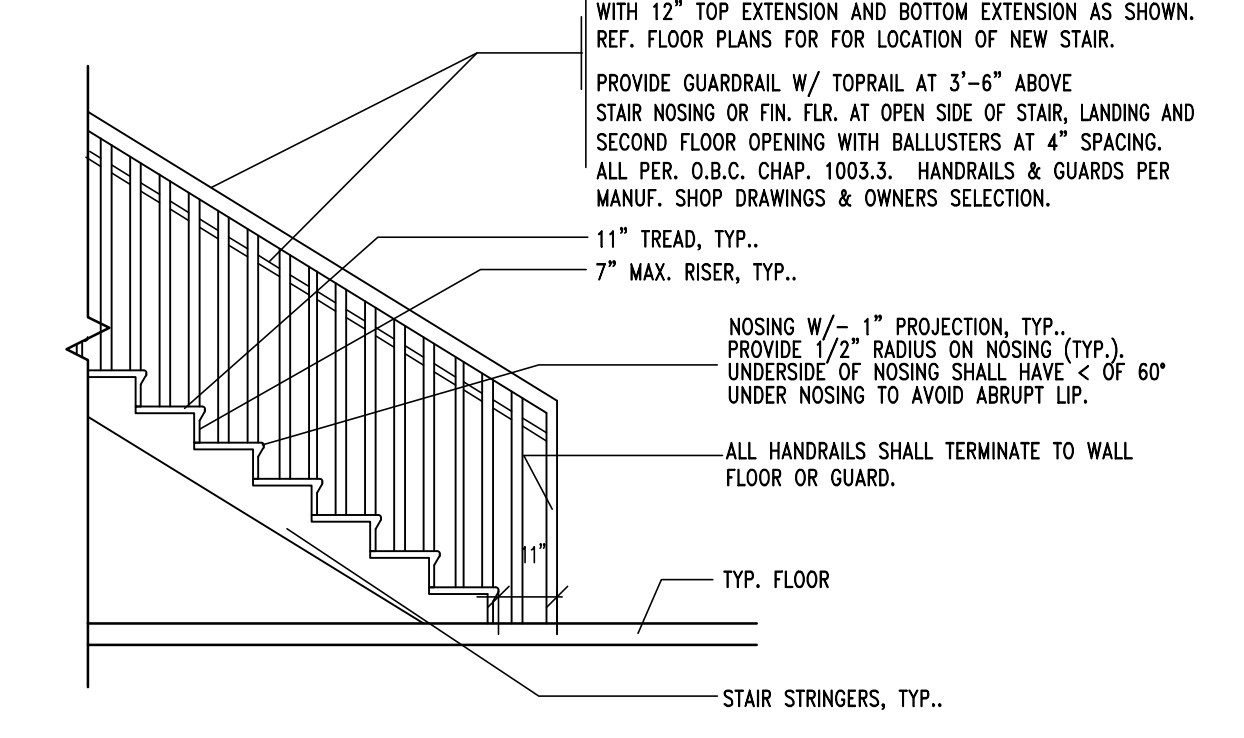 WITH 12" TOP EXTENSION AND BOTTOM EXTENSION AS SHOWN.
REF. FLOOR PLANS FOR FOR LOCATION OF NEW STAIR.
PROVIDE GUARDRAIL W/ TOPRAIL AT 3'-6" ABOVE
STAIR NOSING OR FIN. FLR. AT OPEN SIDE OF STAIR, LANDING AND
SECOND FLOOR OPENING WITH BALLUSTERS AT 4" SPACING.
ALL PER. O.B.C. CHAP. 1003.3. HANDRAILS & GUARDS PER
MANUF. SHOP DRAWINGS & OWNERS SELECTION.
11" TREAD, TYP..
7" MAX. RISER, TYP..
NOSING W/- 1" PROJECTION, TYP..
PROVIDE 1/2" RADIUS ON NOSING (TYP.).
UNDERSIDE OF NOSING SHALL HAVE < OF 60°
UNDER NOSING TO AVOID ABRUPT LIP.
ALL HANDRAILS SHALL TERMINATE TO WALL
FLOOR OR GUARD.
11"
TYP. FLOOR
STAIR STRINGERS, TYP..